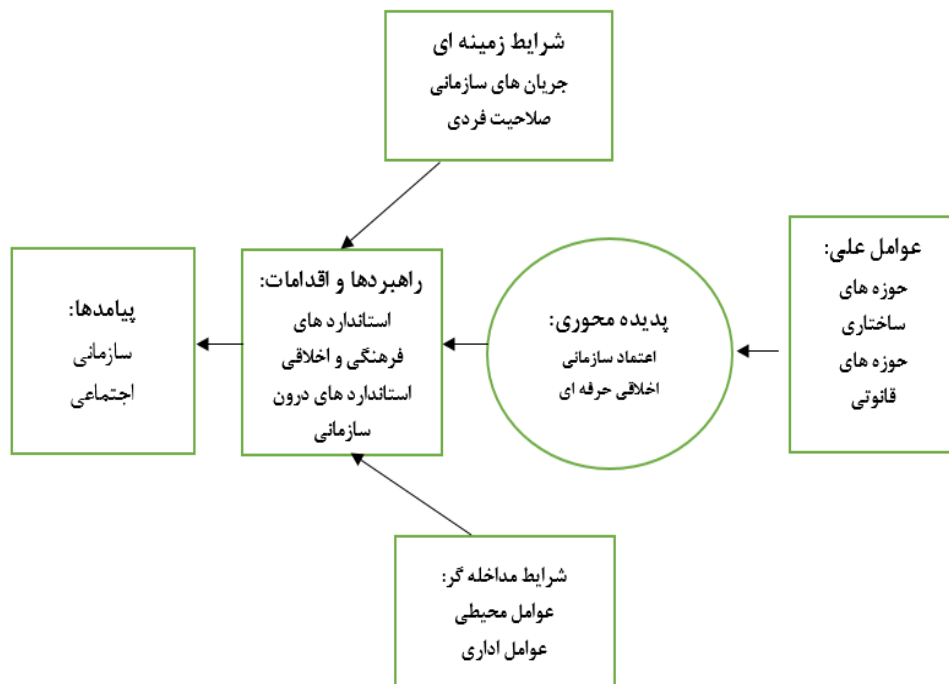 شرایط زمینه ای
جریان های سازمانی
صلاحیت فردی
عوامل علی:
حوزه های
ساختاری
حوزه های
قانوتی
پدیده محوری:
اعتماد سازمانی
اخلاقی حرفه ای
راهبردها و اقدامات:
استاندارد های
فرهنگی و اخلاقی
استاندارد های درون
سازمانی
پیامدها:
سازمانی
اجتماعی
شرایط مداخله گر:
عوامل محیطی
عوامل اداری